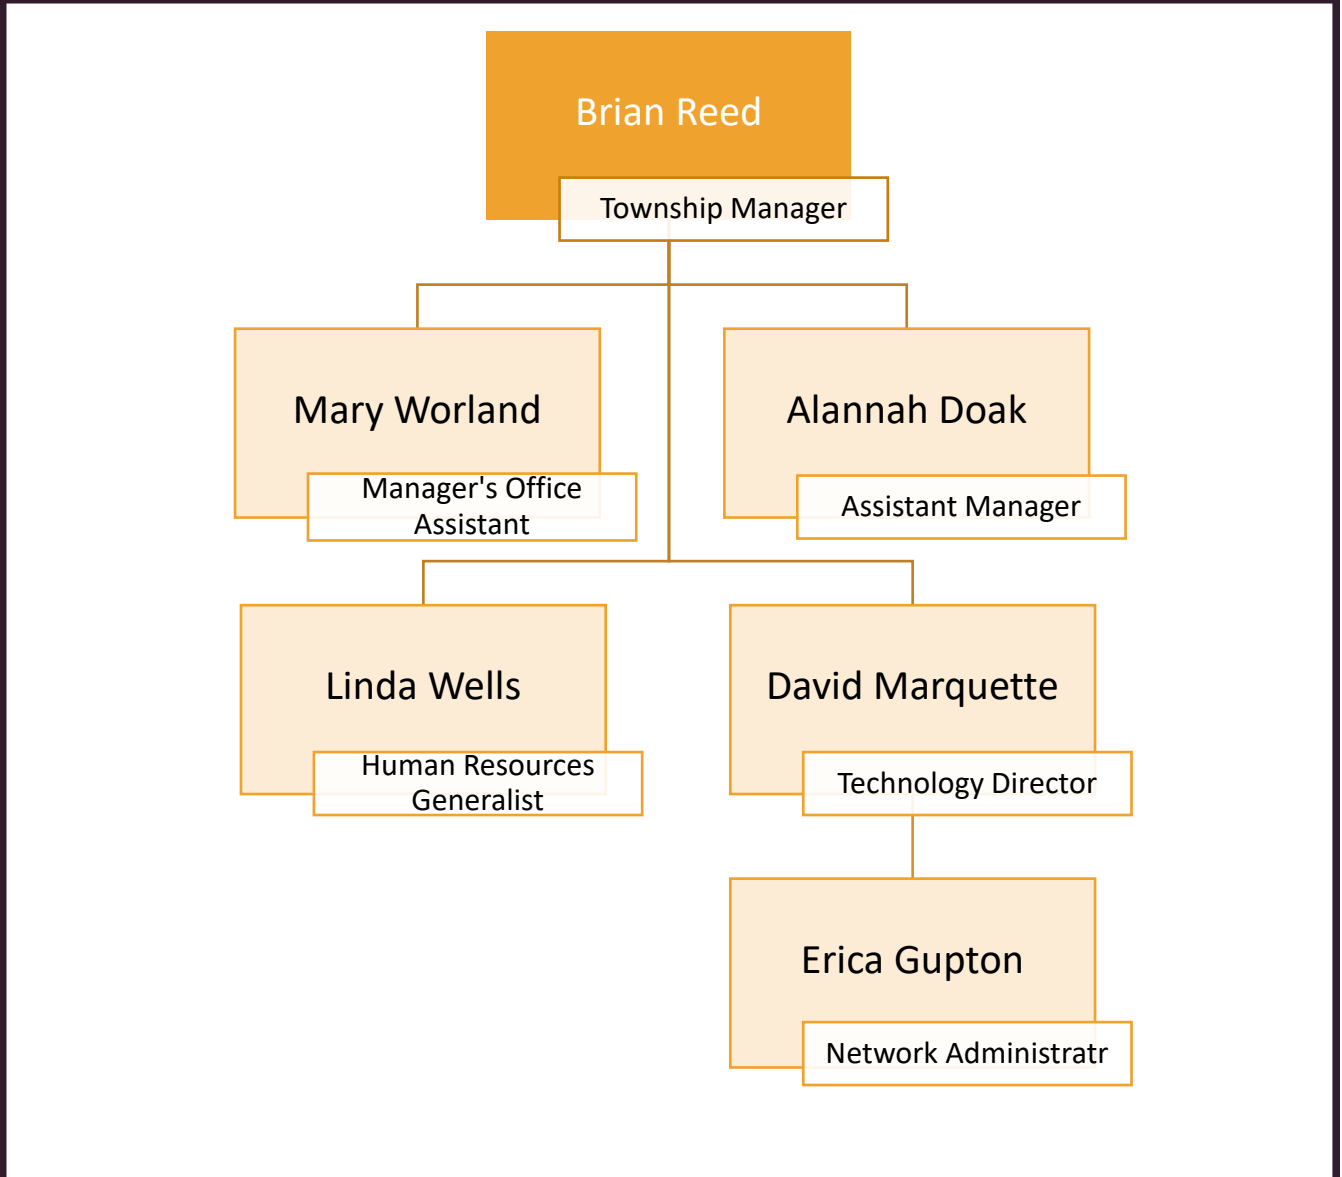 Brian Reed
Township Manager
Mary Worland
Manager's Office
Assistant
Alannah Doak
Assistant Manager
Linda Wells
Human Resources
Generalist
David Marquette
Technology Director
Erica Gupton
Network Administratr